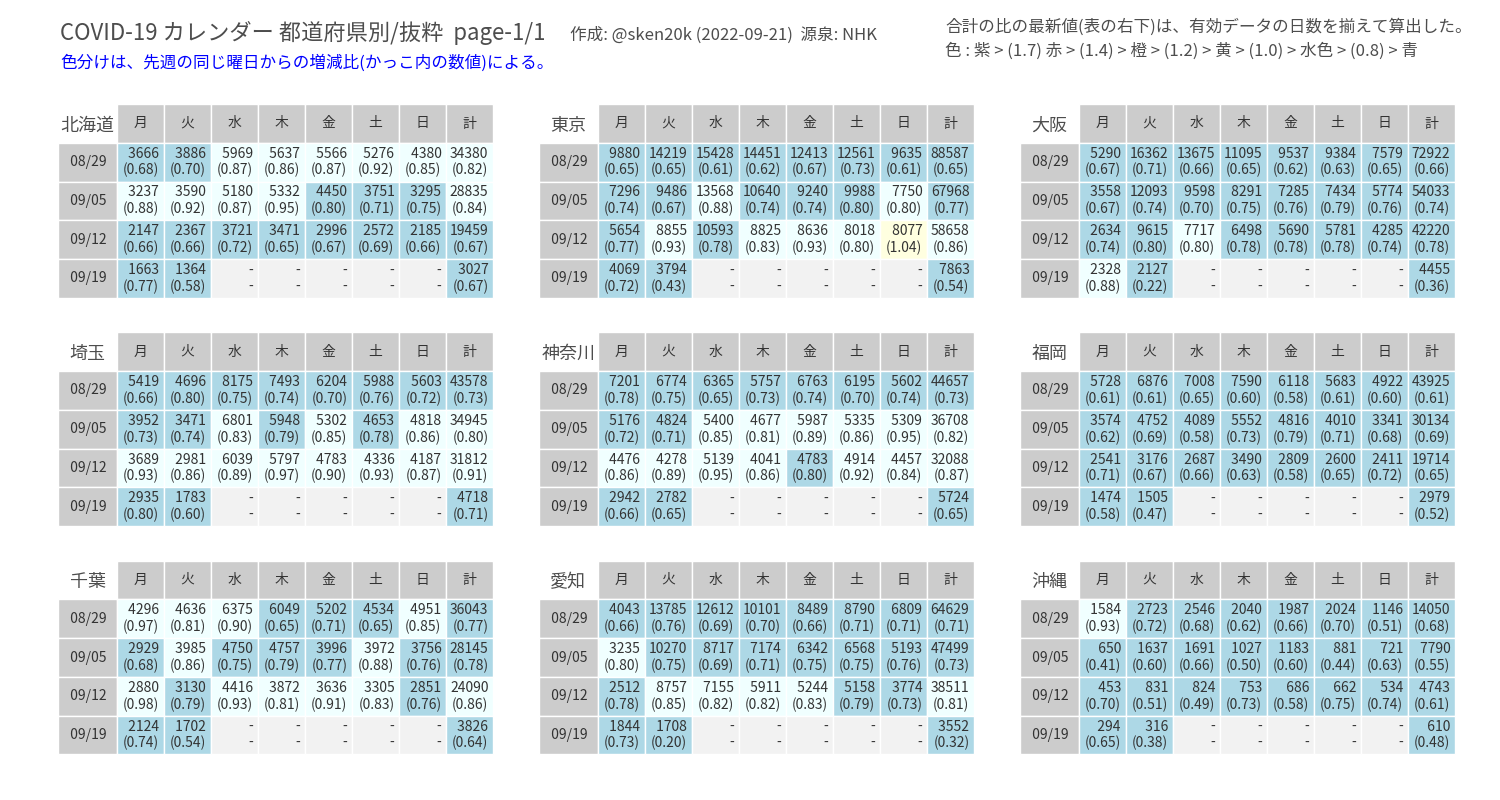 COVID-19 カレンダー 都道府県別/抜粋 page-1/1 作成: @sken20k (2022-09-21) 源泉: NHK
合計の比の最新値(表の右下)は、有効データの日数を揃えて算出した。
色分けは、先週の同じ曜日からの増減比(かっこ内の数値)による。
色 : 紫 > (1.7) 赤 > (1.4) > 橙 > (1.2) > 黄 > (1.0) > 水色 > (0.8) > 青
北海道 月 火 水 木 金 土 日 計
08/29 3666 3886 5969 5637 5566 5276 4380 34380
(0.68) (0.70) (0.87) (0.86) (0.87) (0.92) (0.85) (0.82)
09/05 3237 3590 5180 5332 4450 3751 3295 28835
(0.88) (0.92) (0.87) (0.95) (0.80) (0.71) (0.75) (0.84)
09/12 2147 2367 3721 3471 2996 2572 2185 19459
(0.66) (0.66) (0.72) (0.65) (0.67) (0.69) (0.66) (0.67)
09/19 1663 1364 - - - - - 3027
(0.77) (0.58) - - - - - (0.67)
東京 月 火 水 木 金 土 日 計
08/29 9880 14219 15428 14451 12413 12561 9635 88587
(0.65) (0.65) (0.61) (0.62) (0.67) (0.73) (0.61) (0.65)
09/05 7296 9486 13568 10640 9240 9988 7750 67968
(0.74) (0.67) (0.88) (0.74) (0.74) (0.80) (0.80) (0.77)
09/12 5654 8855 10593 8825 8636 8018 8077 58658
(0.77) (0.93) (0.78) (0.83) (0.93) (0.80) (1.04) (0.86)
09/19 4069 3794 - - - - - 7863
(0.72) (0.43) - - - - - (0.54)
大阪 月 火 水 木 金 土 日 計
08/29 5290 16362 13675 11095 9537 9384 7579 72922
(0.67) (0.71) (0.66) (0.65) (0.62) (0.63) (0.65) (0.66)
09/05 3558 12093 9598 8291 7285 7434 5774 54033
(0.67) (0.74) (0.70) (0.75) (0.76) (0.79) (0.76) (0.74)
09/12 2634 9615 7717 6498 5690 5781 4285 42220
(0.74) (0.80) (0.80) (0.78) (0.78) (0.78) (0.74) (0.78)
09/19 2328 2127 - - - - - 4455
(0.88) (0.22) - - - - - (0.36)
埼玉 月 火 水 木 金 土 日 計
08/29 5419 4696 8175 7493 6204 5988 5603 43578
(0.66) (0.80) (0.75) (0.74) (0.70) (0.76) (0.72) (0.73)
09/05 3952 3471 6801 5948 5302 4653 4818 34945
(0.73) (0.74) (0.83) (0.79) (0.85) (0.78) (0.86) (0.80)
09/12 3689 2981 6039 5797 4783 4336 4187 31812
(0.93) (0.86) (0.89) (0.97) (0.90) (0.93) (0.87) (0.91)
09/19 2935 1783 - - - - - 4718
(0.80) (0.60) - - - - - (0.71)
神奈川 月 火 水 木 金 土 日 計
08/29 7201 6774 6365 5757 6763 6195 5602 44657
(0.78) (0.75) (0.65) (0.73) (0.74) (0.70) (0.74) (0.73)
09/05 5176 4824 5400 4677 5987 5335 5309 36708
(0.72) (0.71) (0.85) (0.81) (0.89) (0.86) (0.95) (0.82)
09/12 4476 4278 5139 4041 4783 4914 4457 32088
(0.86) (0.89) (0.95) (0.86) (0.80) (0.92) (0.84) (0.87)
09/19 2942 2782 - - - - - 5724
(0.66) (0.65) - - - - - (0.65)
福岡 月 火 水 木 金 土 日 計
08/29 5728 6876 7008 7590 6118 5683 4922 43925
(0.61) (0.61) (0.65) (0.60) (0.58) (0.61) (0.60) (0.61)
09/05 3574 4752 4089 5552 4816 4010 3341 30134
(0.62) (0.69) (0.58) (0.73) (0.79) (0.71) (0.68) (0.69)
09/12 2541 3176 2687 3490 2809 2600 2411 19714
(0.71) (0.67) (0.66) (0.63) (0.58) (0.65) (0.72) (0.65)
09/19 1474 1505 - - - - - 2979
(0.58) (0.47) - - - - - (0.52)
千葉 月 火 水 木 金 土 日 計
08/29 4296 4636 6375 6049 5202 4534 4951 36043
(0.97) (0.81) (0.90) (0.65) (0.71) (0.65) (0.85) (0.77)
09/05 2929 3985 4750 4757 3996 3972 3756 28145
(0.68) (0.86) (0.75) (0.79) (0.77) (0.88) (0.76) (0.78)
09/12 2880 3130 4416 3872 3636 3305 2851 24090
(0.98) (0.79) (0.93) (0.81) (0.91) (0.83) (0.76) (0.86)
09/19 2124 1702 - - - - - 3826
(0.74) (0.54) - - - - - (0.64)
愛知 月 火 水 木 金 土 日 計
08/29 4043 13785 12612 10101 8489 8790 6809 64629
(0.66) (0.76) (0.69) (0.70) (0.66) (0.71) (0.71) (0.71)
09/05 3235 10270 8717 7174 6342 6568 5193 47499
(0.80) (0.75) (0.69) (0.71) (0.75) (0.75) (0.76) (0.73)
09/12 2512 8757 7155 5911 5244 5158 3774 38511
(0.78) (0.85) (0.82) (0.82) (0.83) (0.79) (0.73) (0.81)
09/19 1844 1708 - - - - - 3552
(0.73) (0.20) - - - - - (0.32)
沖縄 月 火 水 木 金 土 日 計
08/29 1584 2723 2546 2040 1987 2024 1146 14050
(0.93) (0.72) (0.68) (0.62) (0.66) (0.70) (0.51) (0.68)
09/05 650 1637 1691 1027 1183 881 721 7790
(0.41) (0.60) (0.66) (0.50) (0.60) (0.44) (0.63) (0.55)
09/12 453 831 824 753 686 662 534 4743
(0.70) (0.51) (0.49) (0.73) (0.58) (0.75) (0.74) (0.61)
09/19 294 316 - - - - - 610
(0.65) (0.38) - - - - - (0.48)